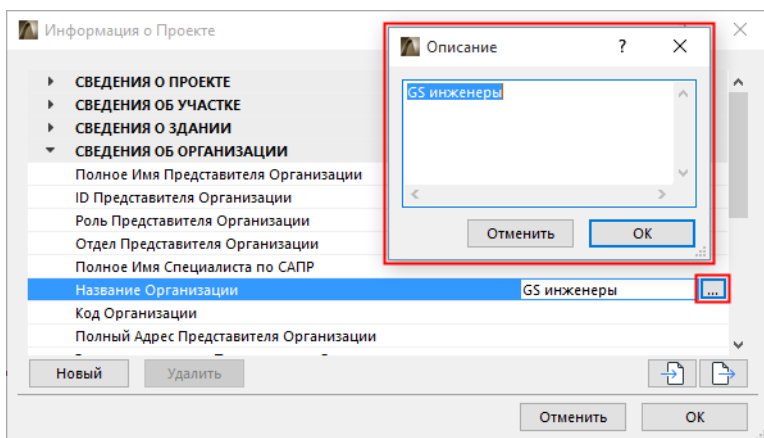 Информация о Проекте
СВЕДЕНИЯ О ПРОЕКТЕ
СВЕДЕНИЯ ОБ УЧАСТКЕ
СВЕДЕНИЯ О ЗДАНИИ
СВЕДЕНИЯ ОБ ОРГАНИЗАЦИИ
Полное Имя Представителя Организации
ID Представителя Организации
Роль Представителя Организации
Отдел Представителя Организации
Полное Имя Специалиста по САПР
Название Организации GS инженеры ...
Код Организации
Полный Адрес Представителя Организации
Новый Удалить
Отменить OK
Описание ?
GS инженеры
Отменить OK